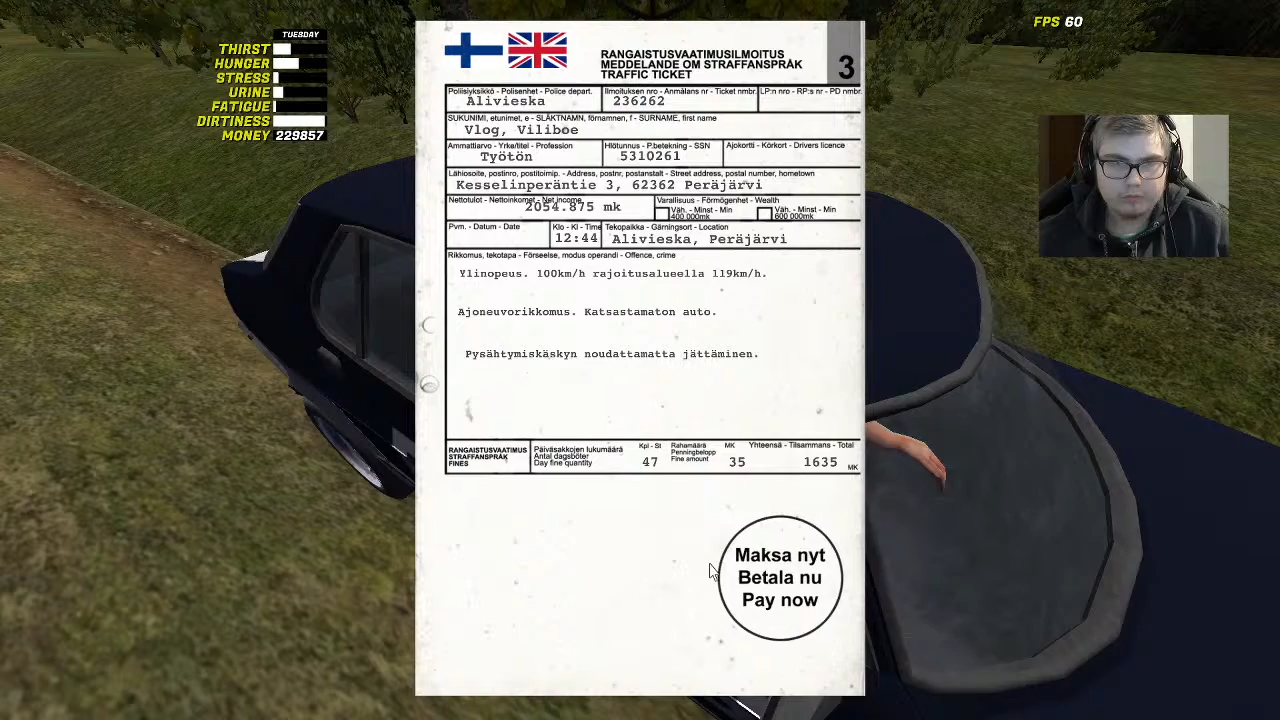 TUESDAY
THIRST
HUNGER
STRESS
URINE
FATIGUE
DIRTINESS
MONEY 229857
FPS 60
RANGAISTUSVAATIMUSILMOITUS
MEDDELANDE OM STRAFFANSPRÅK
TRAFFIC TICKET
3
Poliisiyksikkö - Polisenhet - Police depart.
Ilmoituksen nro - Anmälans nr - Ticket nmbr.
LP:n nro - RP:s nr - PD nmbr.
Alivieska
236262
SUKUNIMI, etunimet, e - SLÄKTNAMN, förnamnen, f - SURNAME, first name
Vlog, Viliboe
Ammattiarvo - Yrke/titel - Profession
Hlötunnus - P.betekning - SSN
Ajokortti - Körkort - Drivers licence
Työtön
5310261
Lähiosoite, postinro, postitoimip. - Address, postnr, postanstalt - Street address, postal number, hometown
Kesselinperäntie 3, 62362 Peräjärvi
Nettotulot - Nettoinkomet - Net income
2054.875 mk
Varallisuus - Förmögenhet - Wealth
Väh. - Minst - Min
400 000mk
Väh. - Minst - Min
600 000mk
Pvm. - Datum - Date
Klo - Kl - Time
Tekopaikka - Gärningsort - Location
12:44
Alivieska, Peräjärvi
Rikkomus, tekotapa - Förseelse, modus operandi - Offence, crime
Ylinopeus. 100km/h rajoitusalueella 119km/h.
Ajoneuvorikkomus. Katsastamaton auto.
Pysähtymiskäskyn noudattamatta jättäminen.
RANGAISTUSVAATIMUS
STRAFFANSPRÅK
FINES
Päiväsakkojen lukumäärä
Antal dagsböter
Day fine quantity
Kpl - St
47
Rahamäärä
Penningbelopp
Fine amount
MK
35
Yhteensä - Tilsammans - Total
1635 MK
Maksa nyt
Betala nu
Pay now